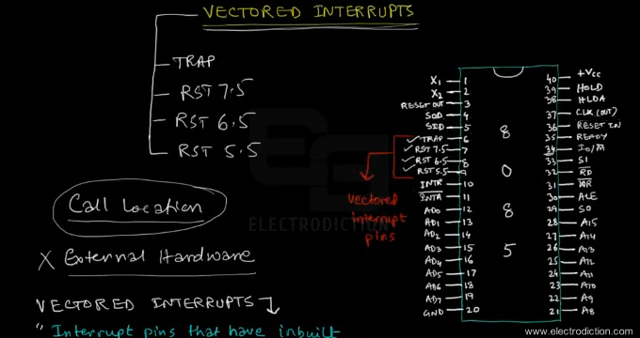 VECTORED INTERRUPTS
TRAP
RST 7.5
RST 6.5
RST 5.5
Call Location
X External Hardware
VECTORED INTERRUPTS
"Interrupt pins that have inbuilt
X1 1
X2 2
RESET OUT 3
SOD 4
SID 5
TRAP 6
RST 7.5 7
RST 6.5 8
RST 5.5 9
INTR 10
INTA 11
AD0 12
AD1 13
AD2 14
AD3 15
AD4 16
AD5 17
AD6 18
AD7 19
GND 20
8
0
8
5
40 +Vcc
39 HOLD
38 HLDA
37 CLK (OUT)
36 RESET IN
35 READY
34 IO/M
33 S1
32 RD
31 WR
30 ALE
29 S0
28 A15
27 A14
26 A13
25 A12
24 A11
23 A10
22 A9
21 A8
vectored
interrupt
pins
ELECTRODICTION
www.electrodiction.com